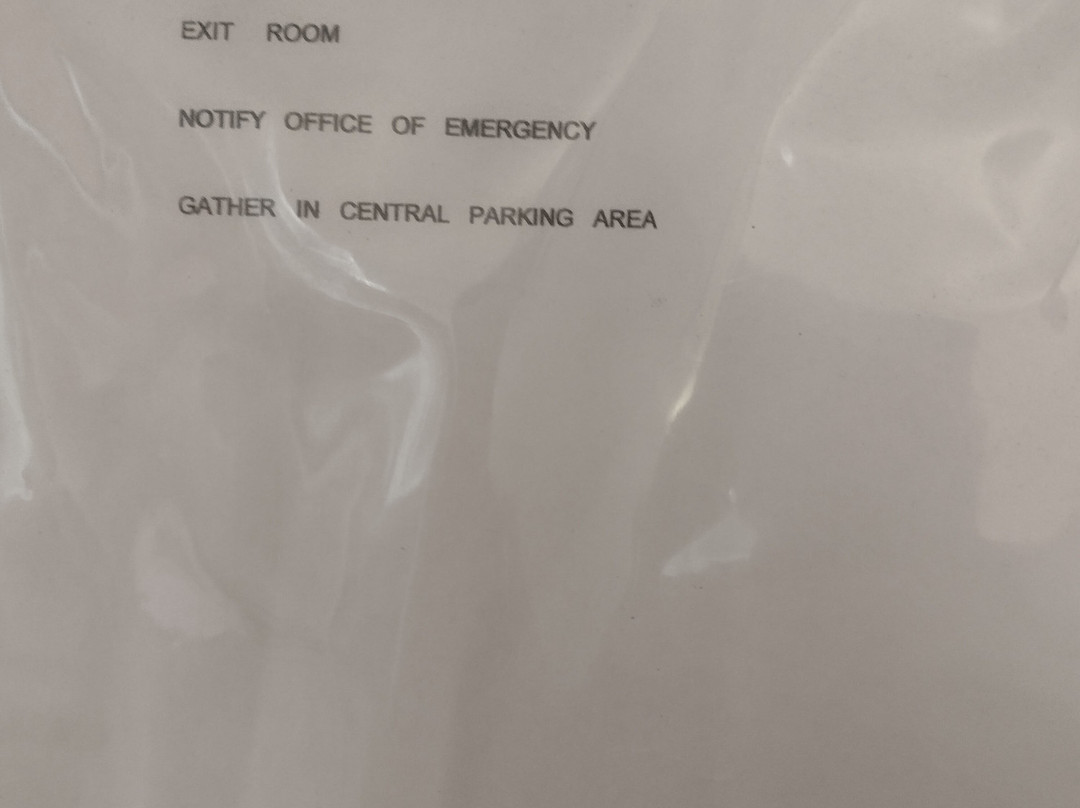 EXIT ROOM
NOTIFY OFFICE OF EMERGENCY
GATHER IN CENTRAL PARKING AREA